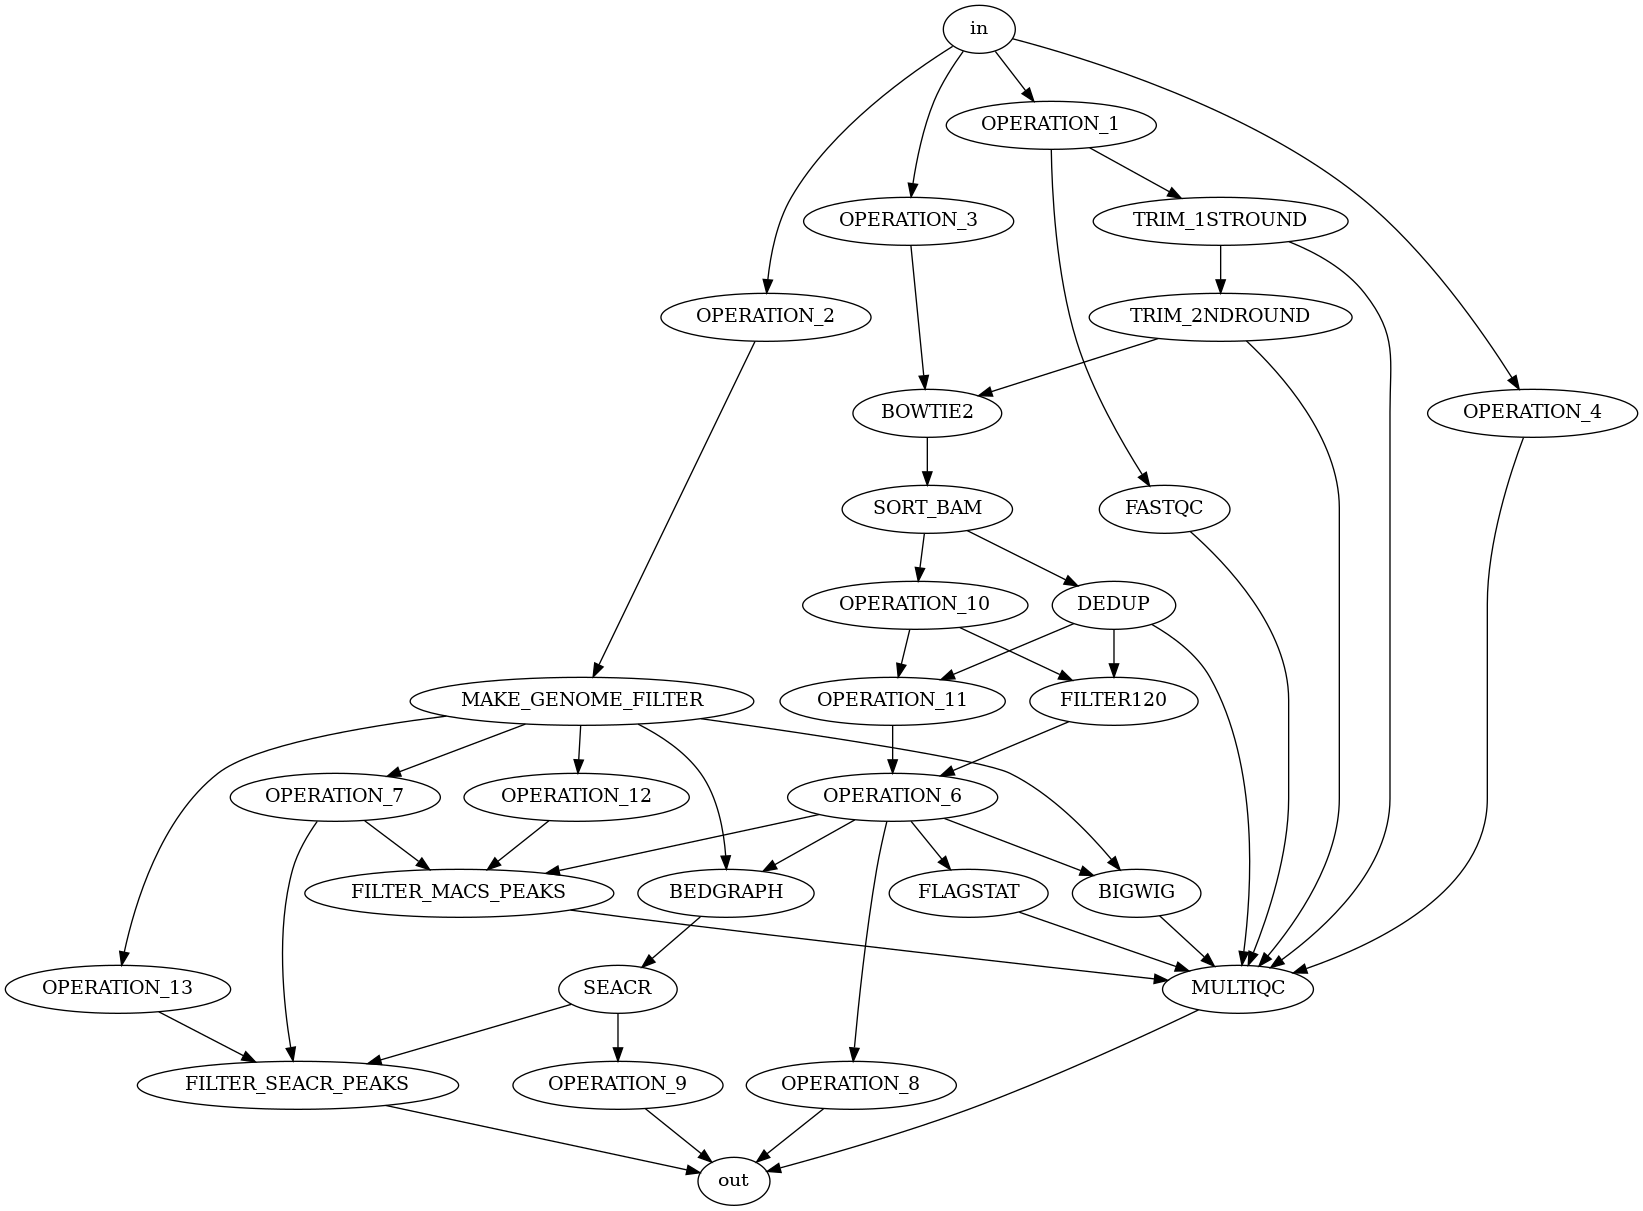 in
OPERATION_1
OPERATION_3
TRIM_1STROUND
OPERATION_2
TRIM_2NDROUND
BOWTIE2
OPERATION_4
SORT_BAM
FASTQC
OPERATION_10
DEDUP
MAKE_GENOME_FILTER
OPERATION_11
FILTER120
OPERATION_7
OPERATION_12
OPERATION_6
FILTER_MACS_PEAKS
BEDGRAPH
FLAGSTAT
BIGWIG
OPERATION_13
SEACR
MULTIQC
FILTER_SEACR_PEAKS
OPERATION_9
OPERATION_8
out